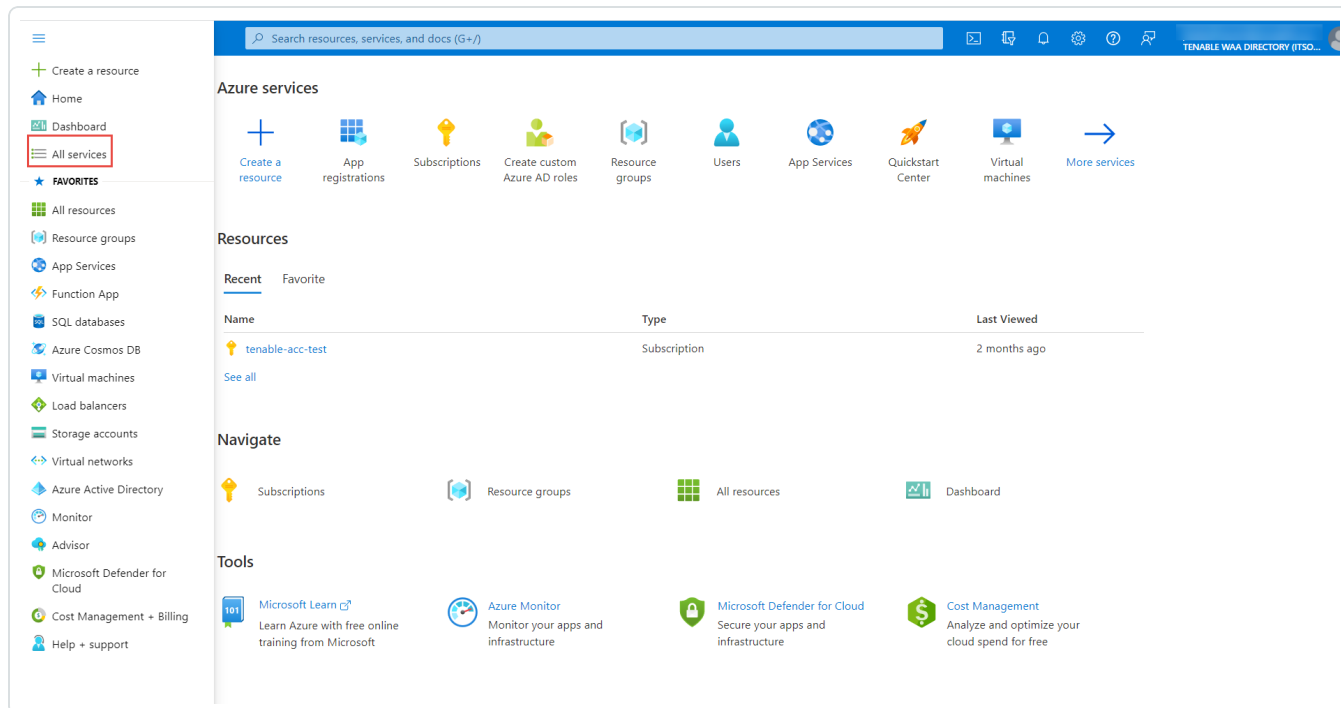 Search resources, services, and docs (G+/)
TENABLE WAA DIRECTORY (ITSO...
Create a resource
Home
Dashboard
All services
FAVORITES
All resources
Resource groups
App Services
Function App
SQL databases
Azure Cosmos DB
Virtual machines
Load balancers
Storage accounts
Virtual networks
Azure Active Directory
Monitor
Advisor
Microsoft Defender for
Cloud
Cost Management + Billing
Help + support
Azure services
Create a
resource
App
registrations
Subscriptions
Create custom
Azure AD roles
Resource
groups
Users
App Services
Quickstart
Center
Virtual
machines
More services
Resources
Recent Favorite
Name Type Last Viewed
tenable-acc-test Subscription 2 months ago
See all
Navigate
Subscriptions Resource groups All resources Dashboard
Tools
101
Microsoft Learn
Learn Azure with free online
training from Microsoft
Azure Monitor
Monitor your apps and
infrastructure
Microsoft Defender for Cloud
Secure your apps and
infrastructure
Cost Management
Analyze and optimize your
cloud spend for free